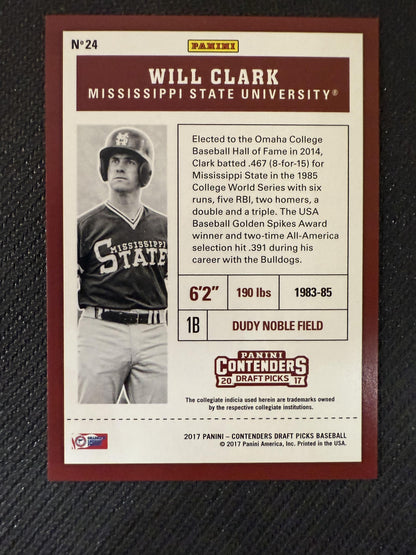 Nº24
PANINI
WILL CLARK
MISSISSIPPI STATE UNIVERSITY®
Elected to the Omaha College
Baseball Hall of Fame in 2014,
Clark batted .467 (8-for-15) for
Mississippi State in the 1985
College World Series with six
runs, five RBI, two homers, a
double and a triple. The USA
Baseball Golden Spikes Award
winner and two-time All-America
selection hit .391 during his
career with the Bulldogs.
MISSISSIPPI
STATE
6'2" 190 lbs 1983-85
1B DUDY NOBLE FIELD
PANINI
CONTENDERS
20 DRAFT PICKS 17
The collegiate indicia used herein are trademarks owned
by the respective collegiate institutions.
2017 PANINI – CONTENDERS DRAFT PICKS BASEBALL
© 2017 Panini America, Inc. Printed in the USA.